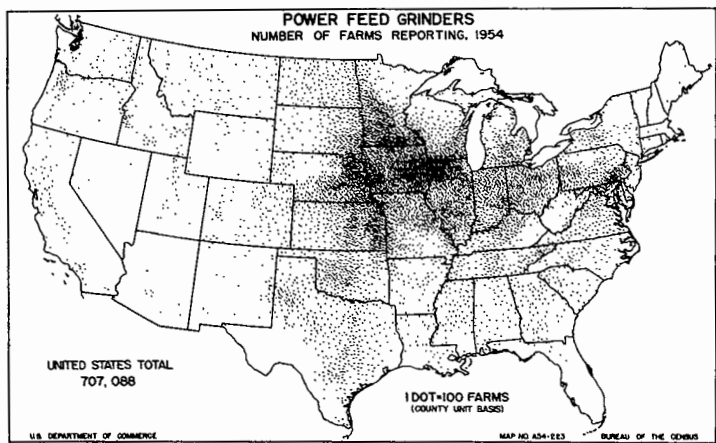 POWER FEED GRINDERS
NUMBER OF FARMS REPORTING, 1954
UNITED STATES TOTAL
707, 088
1 DOT=100 FARMS
(COUNTY UNIT BASIS)
U.S. DEPARTMENT OF COMMERCE
MAP NO. A54-223
BUREAU OF THE CENSUS